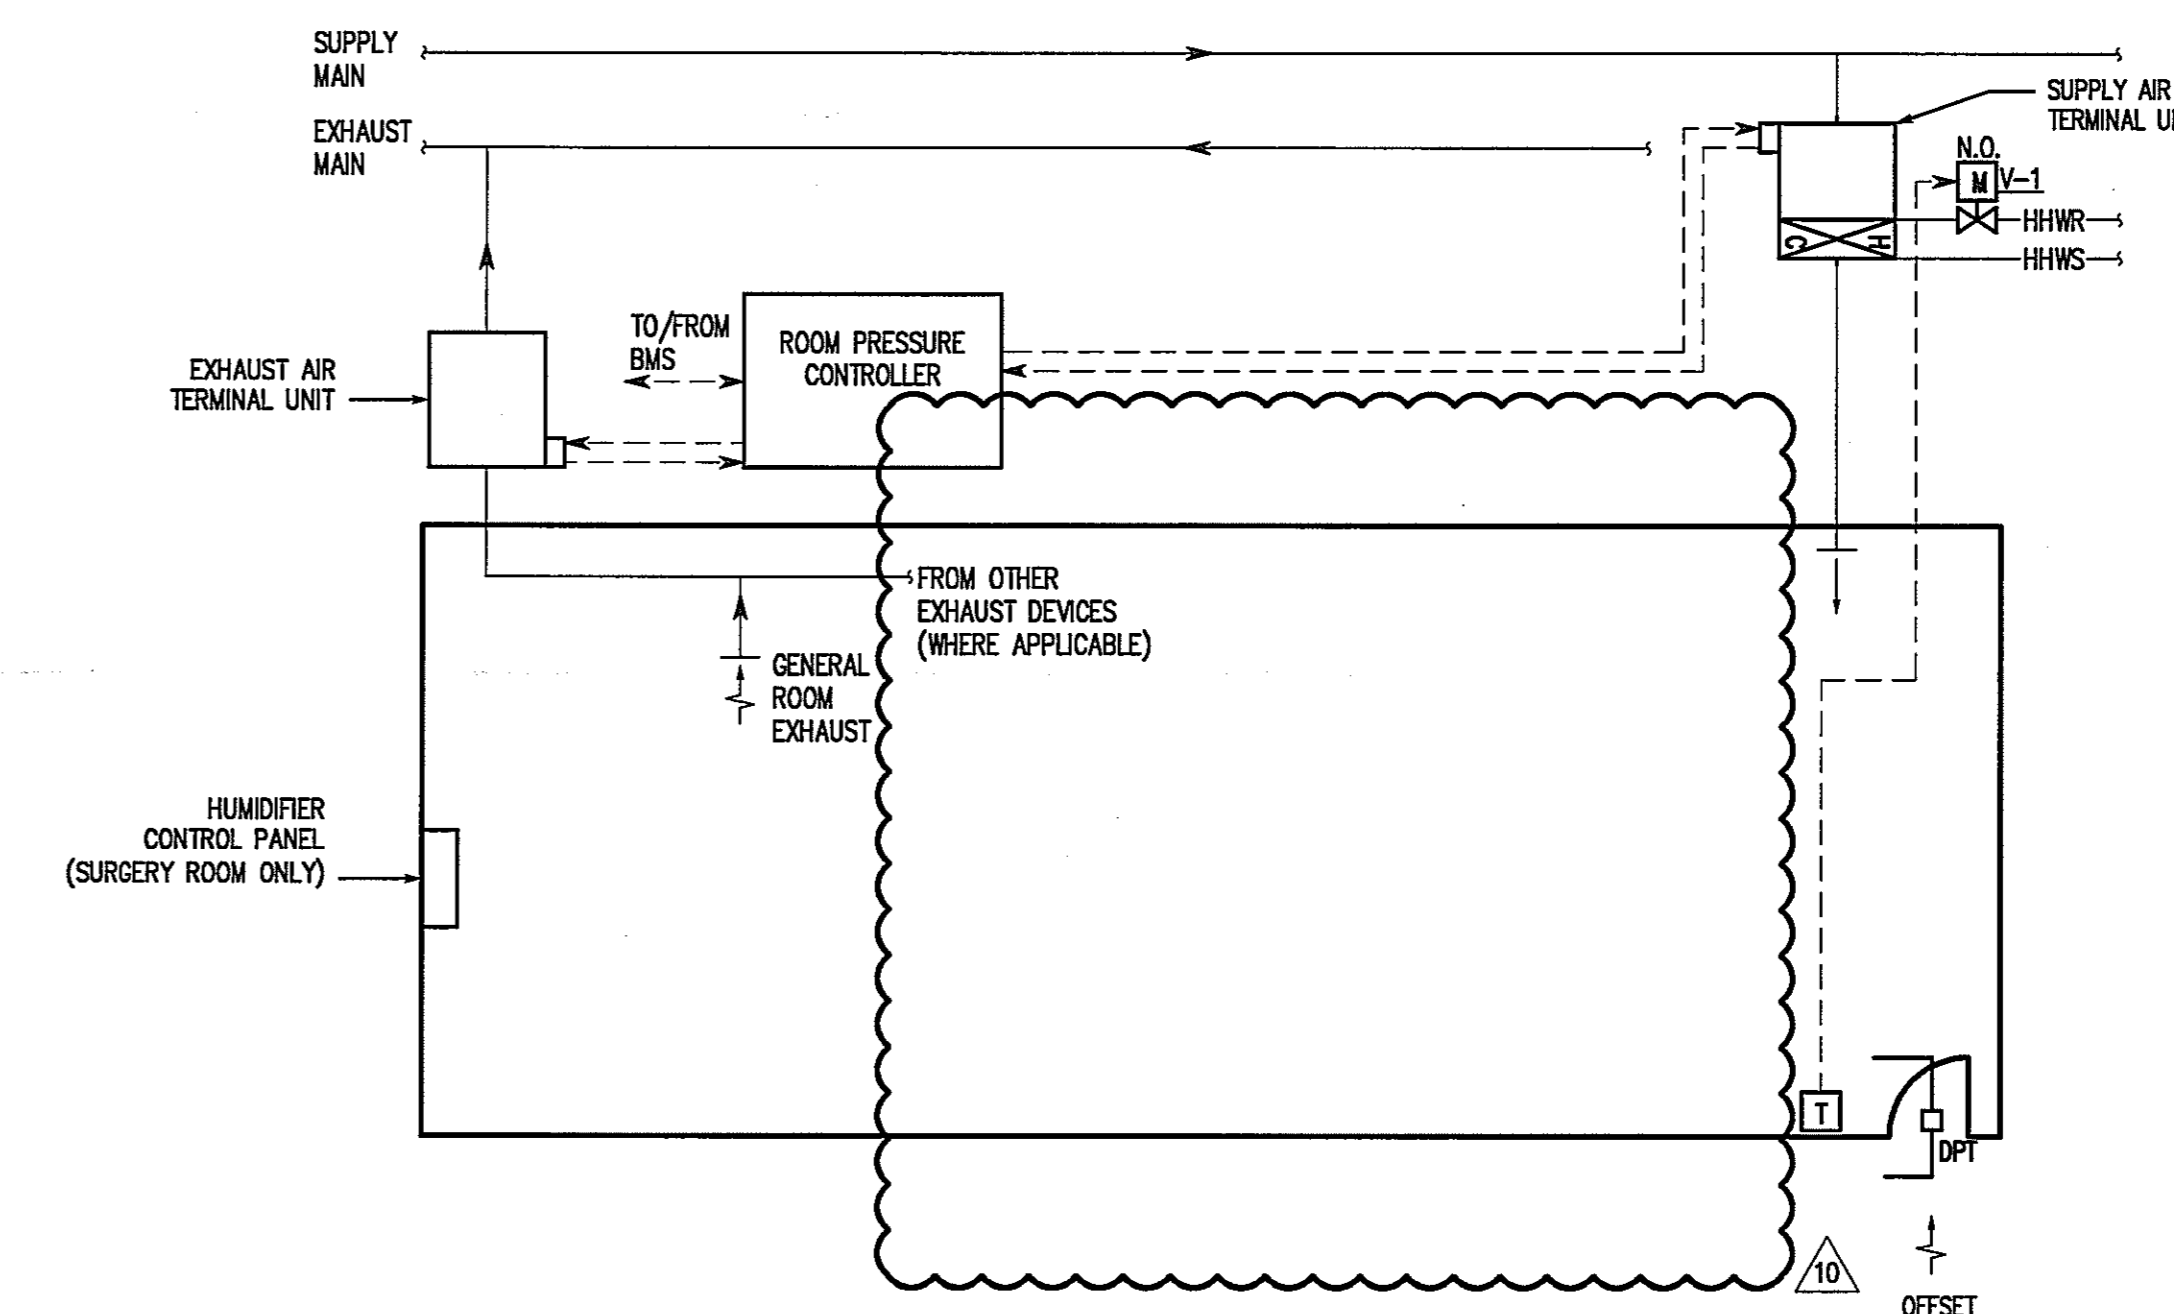 SUPPLY
MAIN
EXHAUST
MAIN
SUPPLY AIR
TERMINAL
N.O.
M
V-1
HHWR
HHWS
C
H
TO/FROM
BMS
ROOM PRESSURE
CONTROLLER
EXHAUST AIR
TERMINAL UNIT
FROM OTHER
EXHAUST DEVICES
(WHERE APPLICABLE)
GENERAL
ROOM
EXHAUST
HUMIDIFIER
CONTROL PANEL
(SURGERY ROOM ONLY)
T
DPT
10
OFFSET